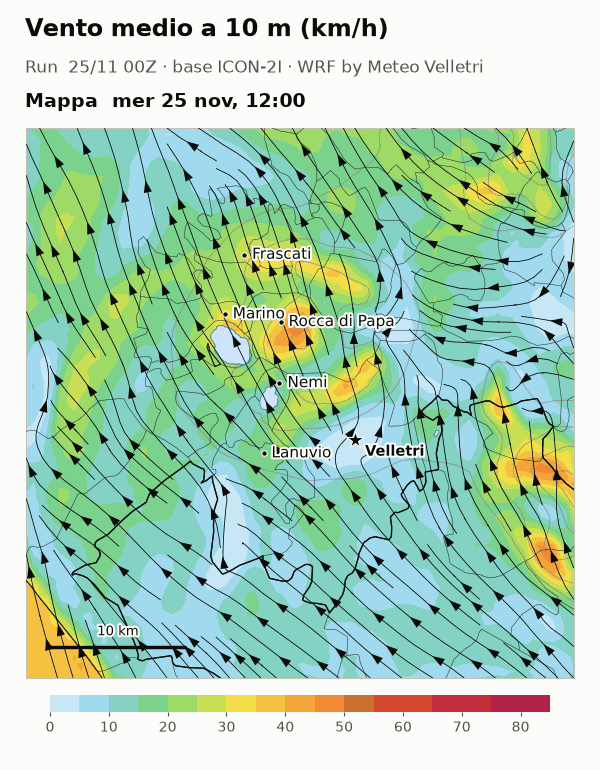 Vento medio a 10 m (km/h)
Run  25/11 00Z · base ICON-2I · WRF by Meteo Velletri
Mappa  mer 25 nov, 12:00
Frascati
Marino
Rocca di Papa
Nemi
Lanuvio
Velletri
10 km
0 10 20 30 40 50 60 70 80